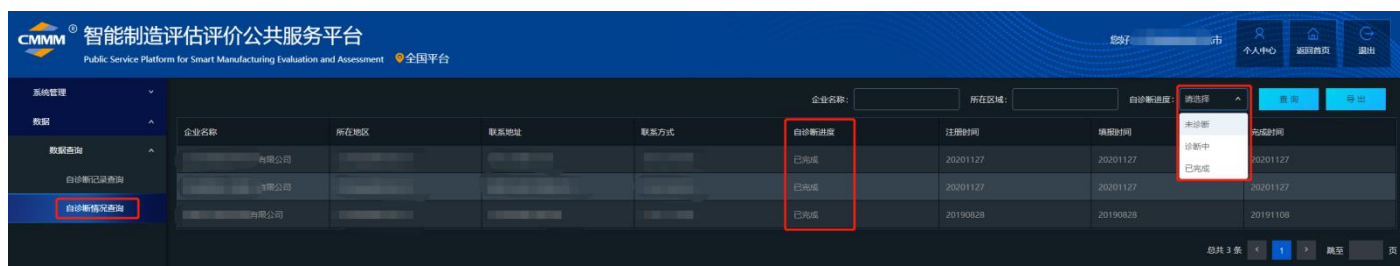 CMMM ® 智能制造评估评价公共服务平台
Public Service Platform for Smart Manufacturing Evaluation and Assessment 全国平台
您好 市 个人中心 返回首页 退出
系统管理
数据
数据查询
自诊断记录查询
自诊断情况查询
企业名称: 所在区域: 自诊断进度: 请选择 查询 导出
未诊断
诊断中
已完成
企业名称 所在地区 联系地址 联系方式 自诊断进度 注册时间 填报时间 完成时间
有限公司 已完成 20201127 20201127 20201127
有限公司 已完成 20201127 20201127 20201127
有限公司 已完成 20190828 20190828 20191108
总共 3 条 < 1 > 跳至 页